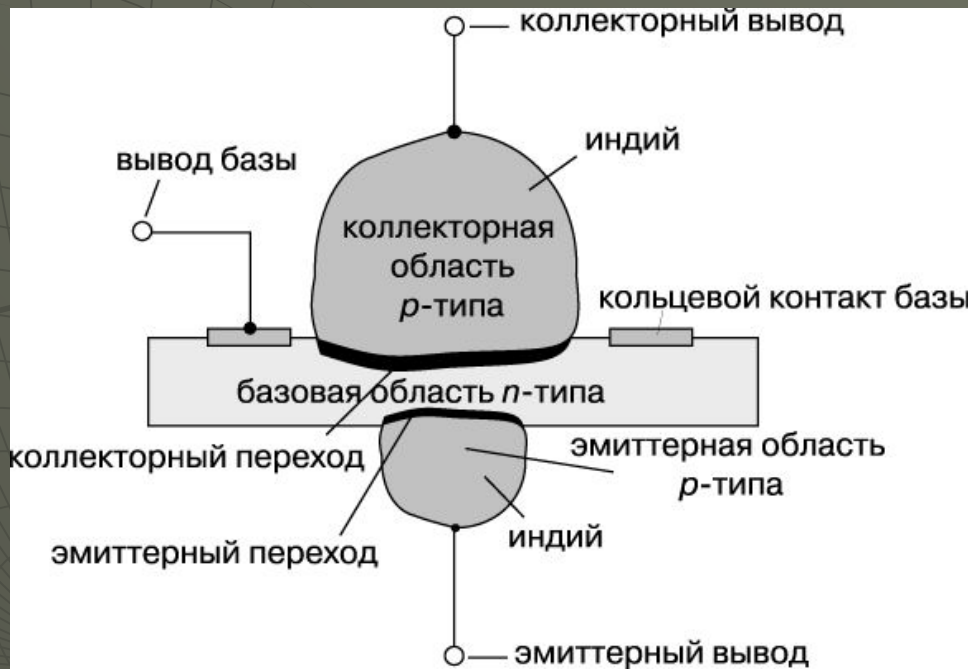 коллекторный вывод
индий
вывод базы
коллекторная
область
p-типа
кольцевой контакт базы
базовая область n-типа
коллекторный переход
эмиттерная область
p-типа
индий
эмиттерный переход
эмиттерный вывод